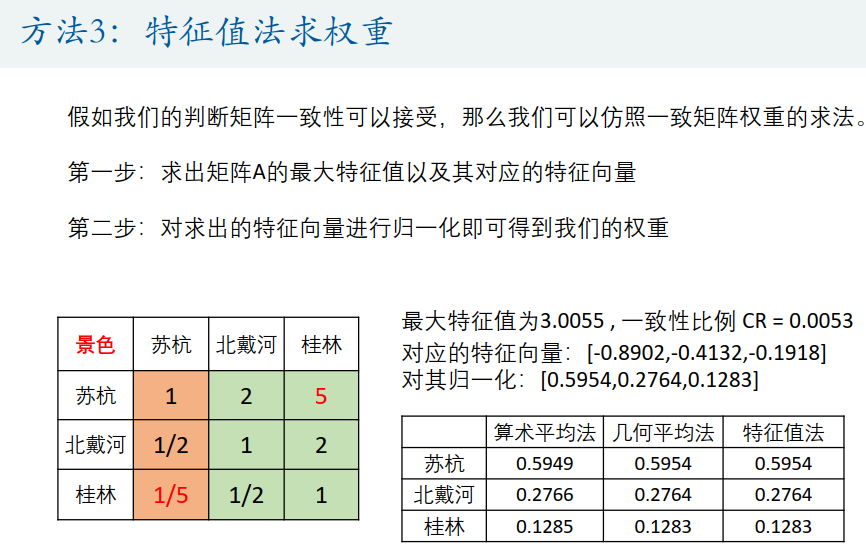 方法3：特征值法求权重
假如我们的判断矩阵一致性可以接受，那么我们可以仿照一致矩阵权重的求法。
第一步：求出矩阵A的最大特征值以及其对应的特征向量
第二步：对求出的特征向量进行归一化即可得到我们的权重
景色 苏杭 北戴河 桂林
苏杭 1 2 5
北戴河 1/2 1 2
桂林 1/5 1/2 1
最大特征值为3.0055 , 一致性比例 CR = 0.0053
对应的特征向量：[-0.8902,-0.4132,-0.1918]
对其归一化：[0.5954,0.2764,0.1283]
算术平均法 几何平均法 特征值法
苏杭 0.5949 0.5954 0.5954
北戴河 0.2766 0.2764 0.2764
桂林 0.1285 0.1283 0.1283